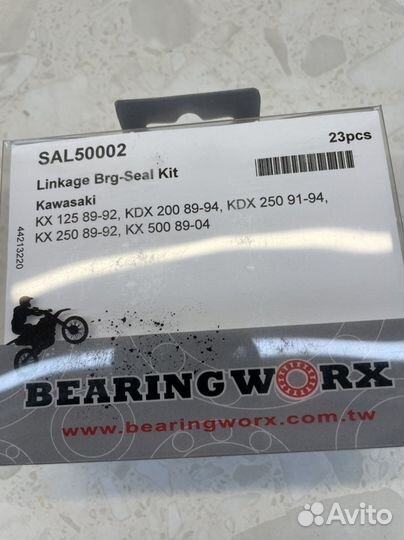 SAL50002
23pcs
Linkage Brg-Seal Kit
Kawasaki
KX 125 89-92, KDX 200 89-94, KDX 250 91-94,
KX 250 89-92, KX 500 89-04
44213220
BEARINGWORX
www.bearingworx.com.tw
Avito